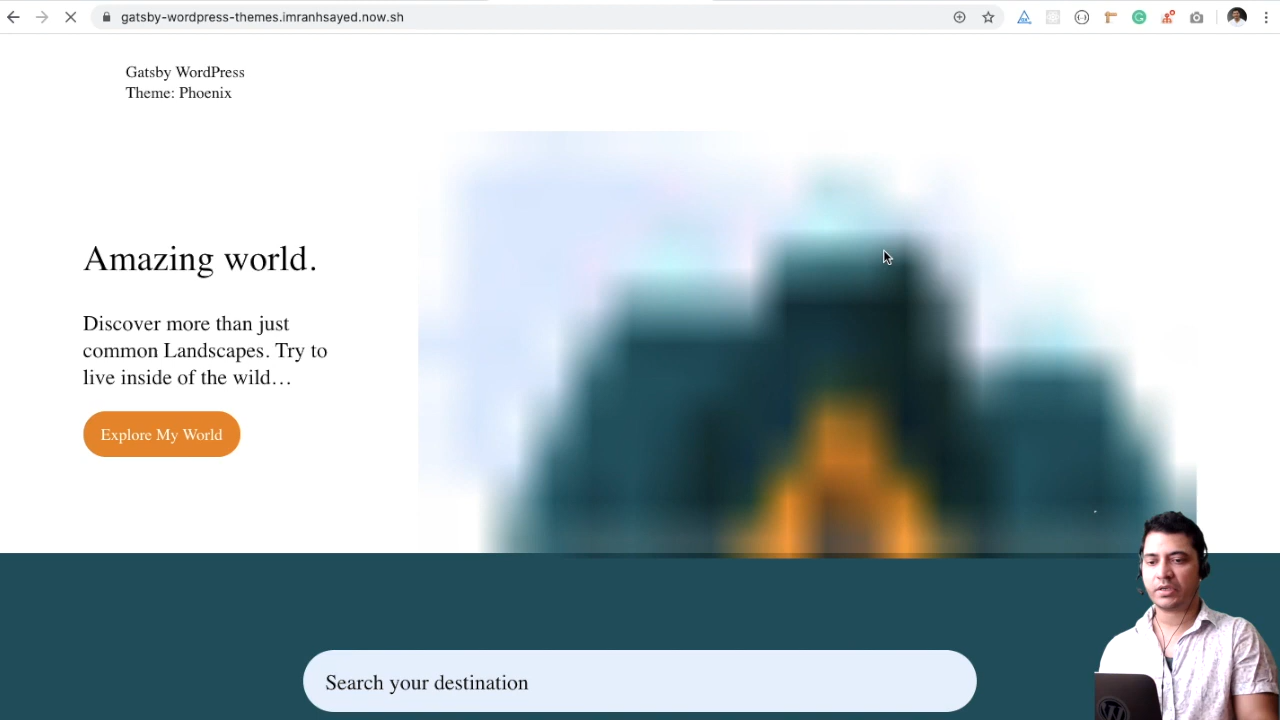 gatsby-wordpress-themes.imranhsayed.now.sh
Gatsby WordPress
Theme: Phoenix
Amazing world.
Discover more than just
common Landscapes. Try to
live inside of the wild…
Explore My World
Search your destination